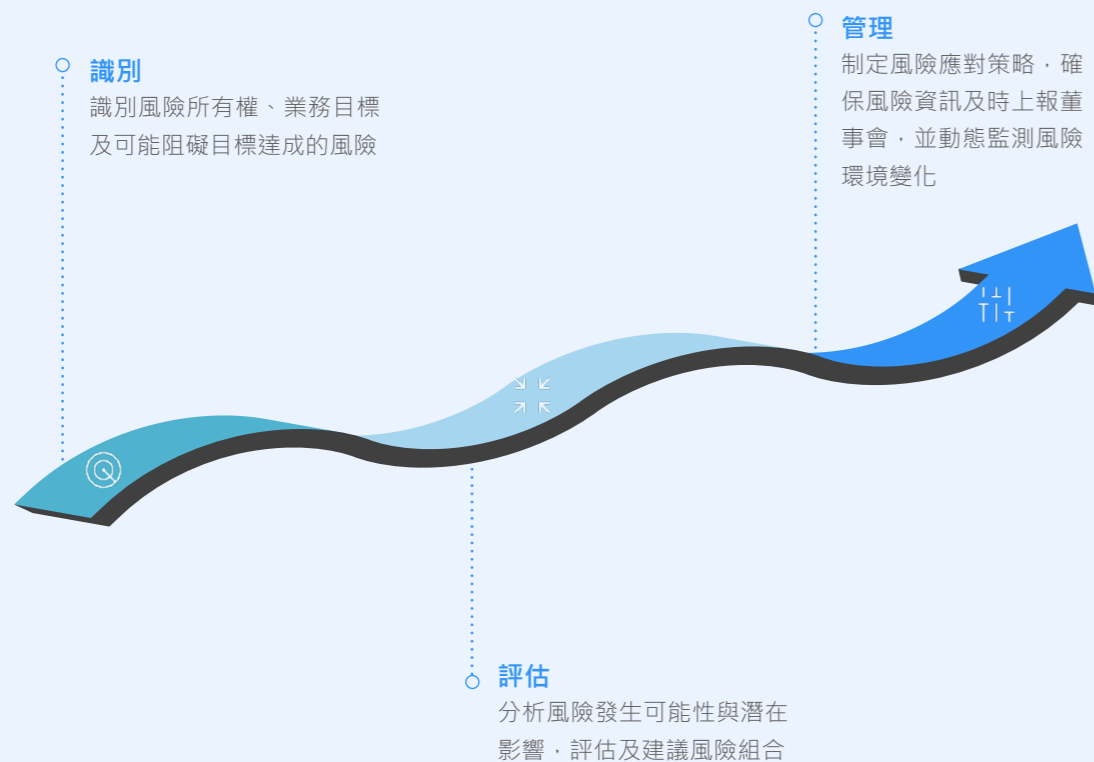 識別
識別風險所有權、業務目標
及可能阻礙目標達成的風險
管理
制定風險應對策略，確
保風險資訊及時上報董
事會，並動態監測風險
環境變化
評估
分析風險發生可能性與潛在
影響，評估及建議風險組合